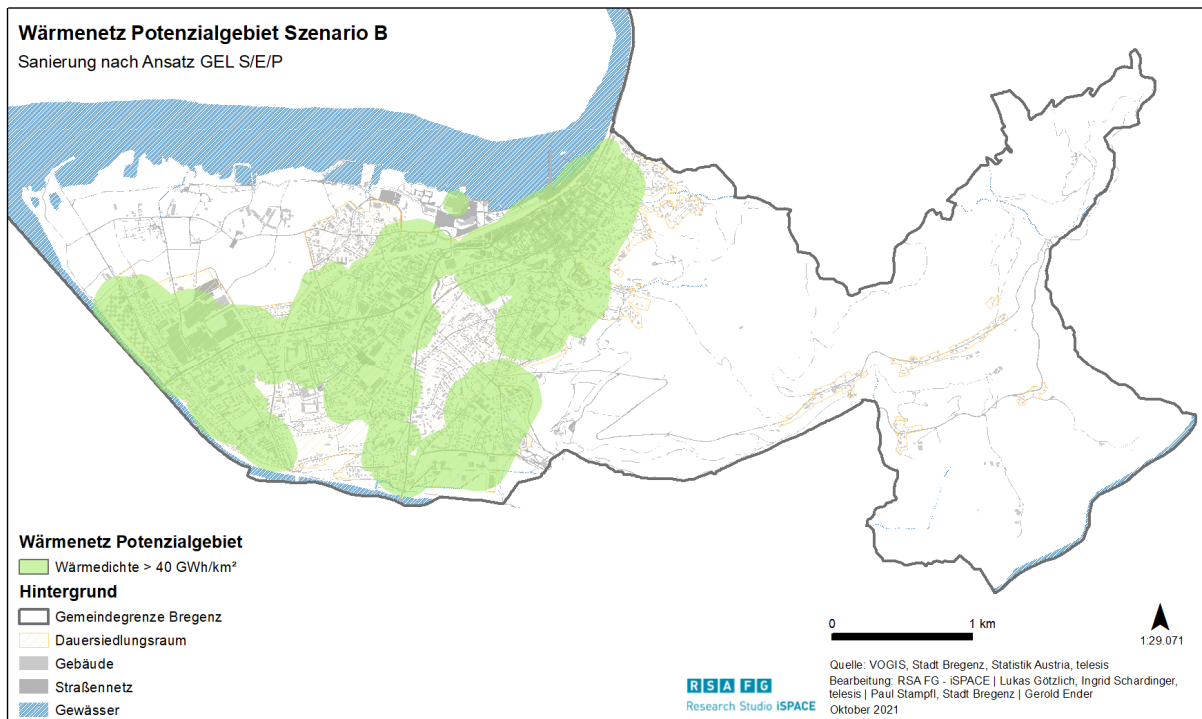 Wärmenetz Potenzialgebiet Szenario B
Sanierung nach Ansatz GEL S/E/P
Wärmenetz Potenzialgebiet
Wärmedichte > 40 GWh/km²
Hintergrund
Gemeindegrenze Bregenz
Dauersiedlungsraum
Gebäude
Straßennetz
Gewässer
0 1 km
1:29.071
RSA FG
Research Studio iSPACE
Quelle: VOGIS, Stadt Bregenz, Statistik Austria, telesis
Bearbeitung: RSA FG - iSPACE | Lukas Götzlich, Ingrid Schardinger,
telesis | Paul Stampfl, Stadt Bregenz | Gerold Ender
Oktober 2021